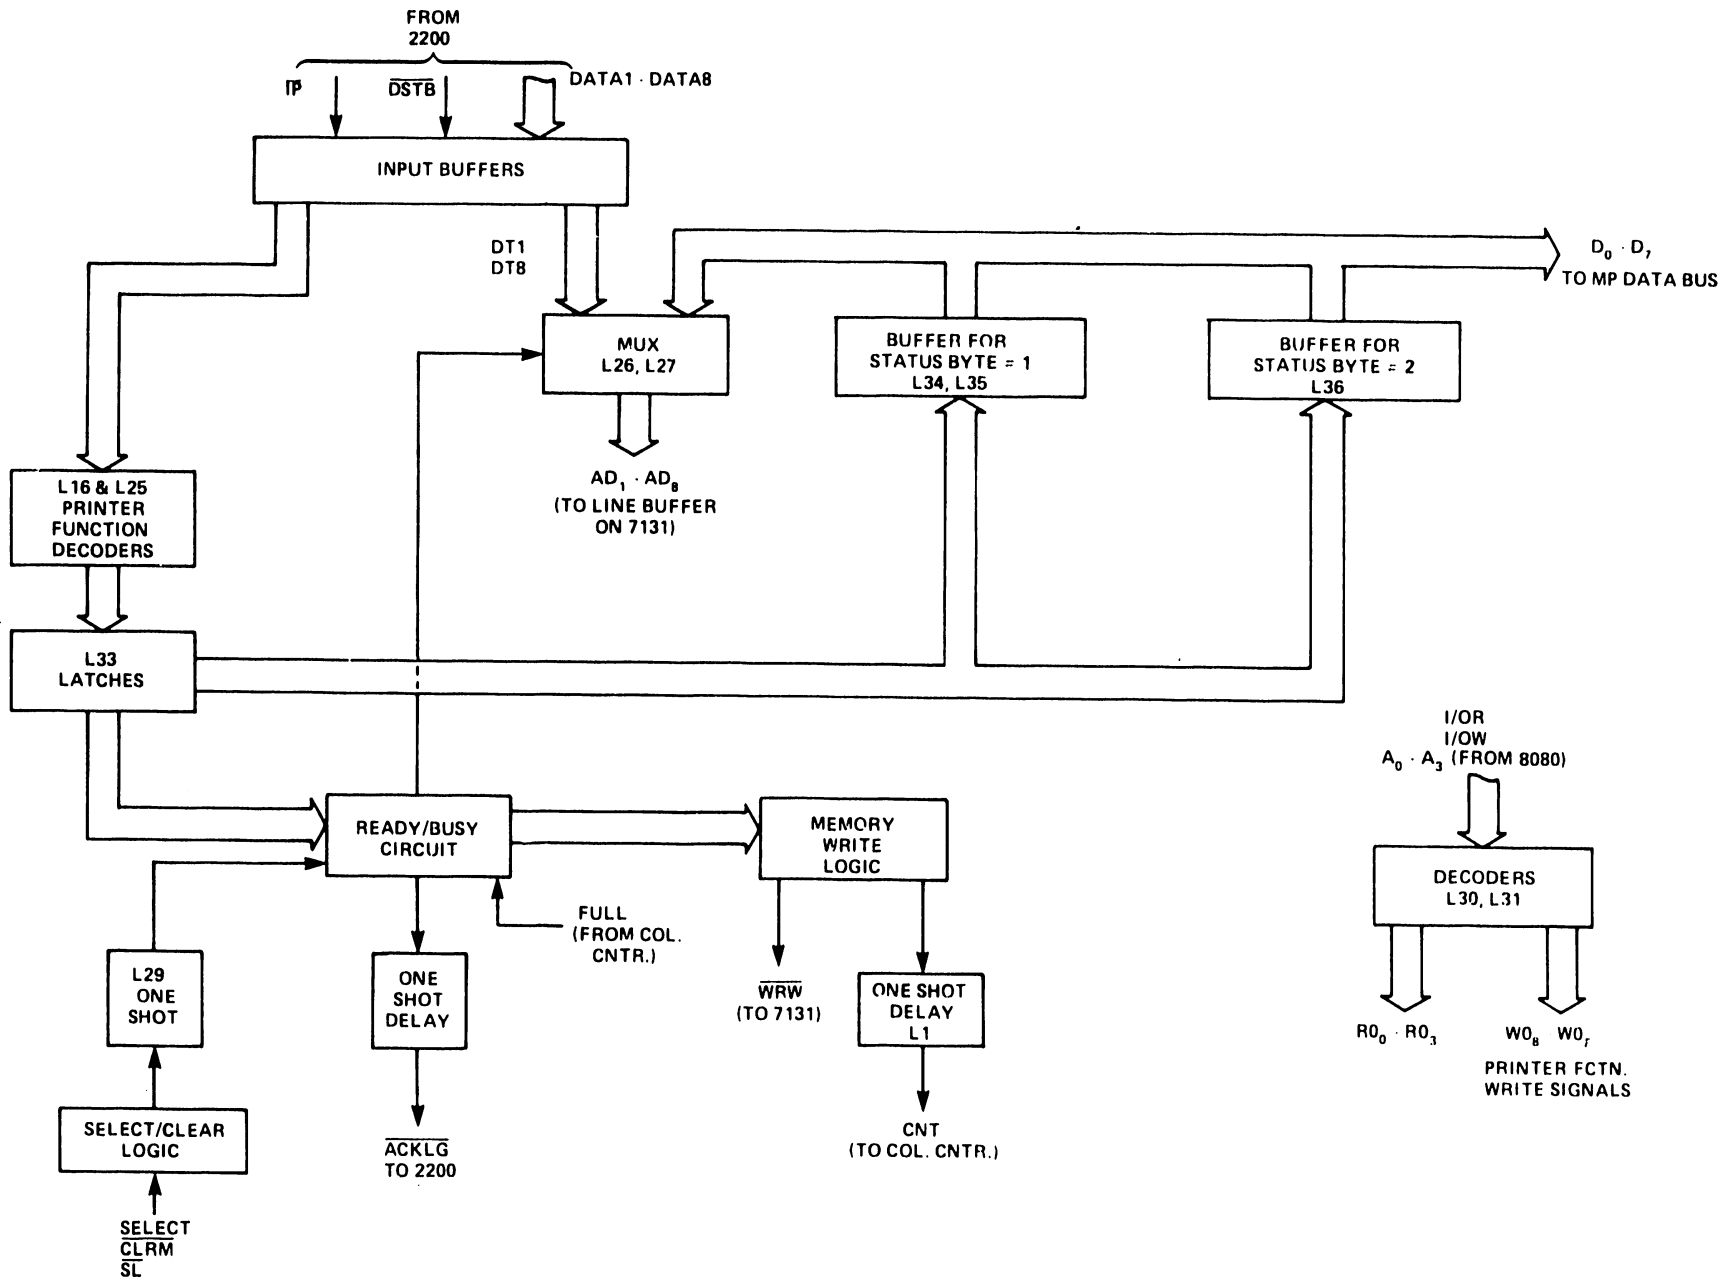 FROM
2200
IP
DSTB
DATA1 · DATA8
INPUT BUFFERS
DT1
DT8
D0 · D7
TO MP DATA BUS
MUX
L26, L27
BUFFER FOR
STATUS BYTE = 1
L34, L35
BUFFER FOR
STATUS BYTE = 2
L36
L16 & L25
PRINTER
FUNCTION
DECODERS
AD1 · AD8
(TO LINE BUFFER
ON 7131)
L33
LATCHES
I/OR
I/OW
A0 · A3 (FROM 8080)
READY/BUSY
CIRCUIT
MEMORY
WRITE
LOGIC
DECODERS
L30, L31
FULL
(FROM COL.
CNTR.)
L29
ONE
SHOT
ONE
SHOT
DELAY
WRW
(TO 7131)
ONE SHOT
DELAY
L1
RO0 · RO3
WO8 WO
PRINTER FCTN.
WRITE SIGNALS
SELECT/CLEAR
LOGIC
ACKLG
TO 2200
CNT
(TO COL. CNTR.)
SELECT
CLRM
SL